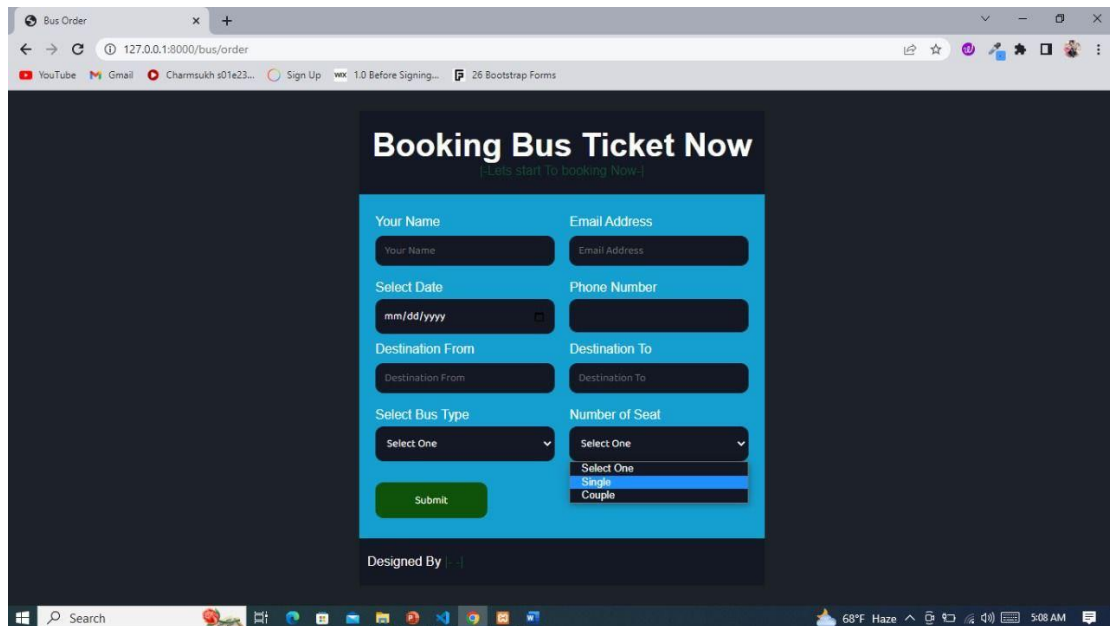 Bus Order
127.0.0.1:8000/bus/order
YouTube Gmail Charmsukh s01e23... Sign Up WIX 1.0 Before Signing... 26 Bootstrap Forms
Booking Bus Ticket Now
|-Lets start To booking Now-|
Your Name Email Address
Your Name Email Address
Select Date Phone Number
mm/dd/yyyy
Destination From Destination To
Destination From Destination To
Select Bus Type Number of Seat
Select One Select One
Select One
Single
Couple
Submit
Designed By |- -|
Search 68°F Haze 5:08 AM